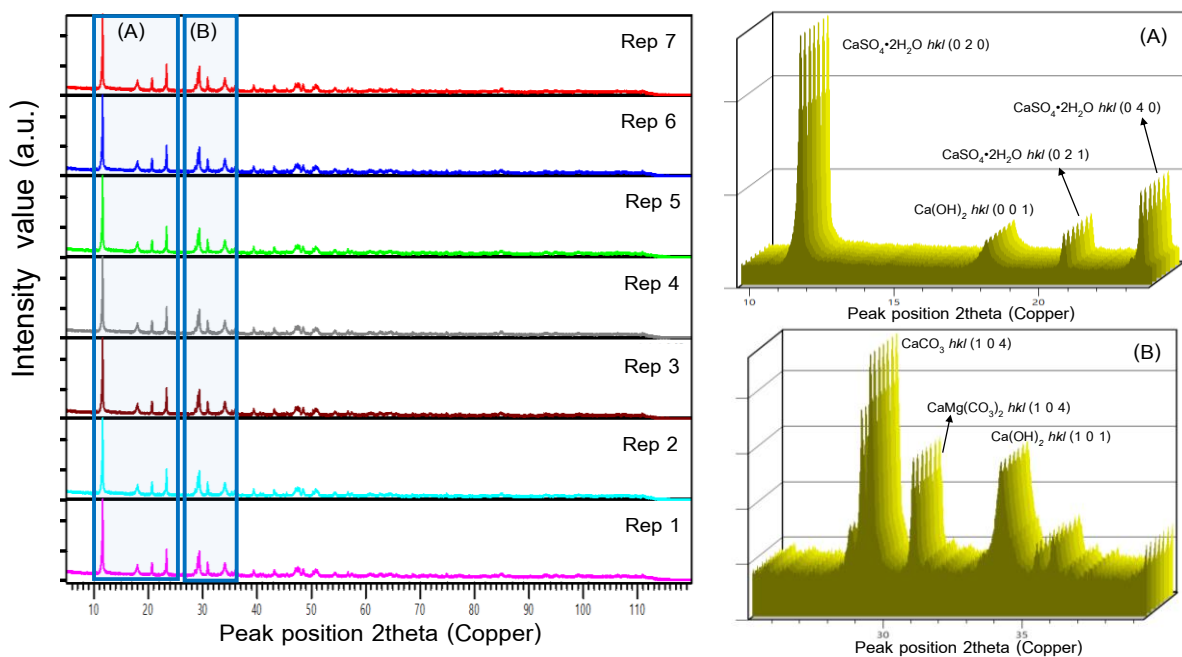 Intensity value (a.u.)
(A)
(B)
Rep 7
Rep 6
Rep 5
Rep 4
Rep 3
Rep 2
Rep 1
10 20 30 40 50 60 70 80 90 100 110
Peak position 2theta (Copper)
(A)
CaSO₄•2H₂O hkl (0 2 0)
CaSO₄•2H₂O hkl (0 4 0)
CaSO₄•2H₂O hkl (0 2 1)
Ca(OH)₂ hkl (0 0 1)
10 15 20
Peak position 2theta (Copper)
(B)
CaCO₃ hkl (1 0 4)
CaMg(CO₃)₂ hkl (1 0 4)
Ca(OH)₂ hkl (1 0 1)
30 35
Peak position 2theta (Copper)